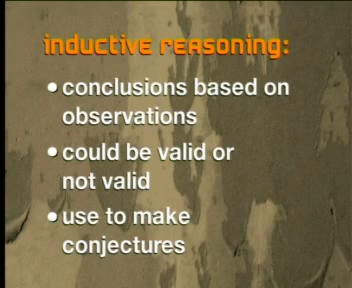 inductive reasoning:
• conclusions based on
observations
• could be valid or
not valid
• use to make
conjectures